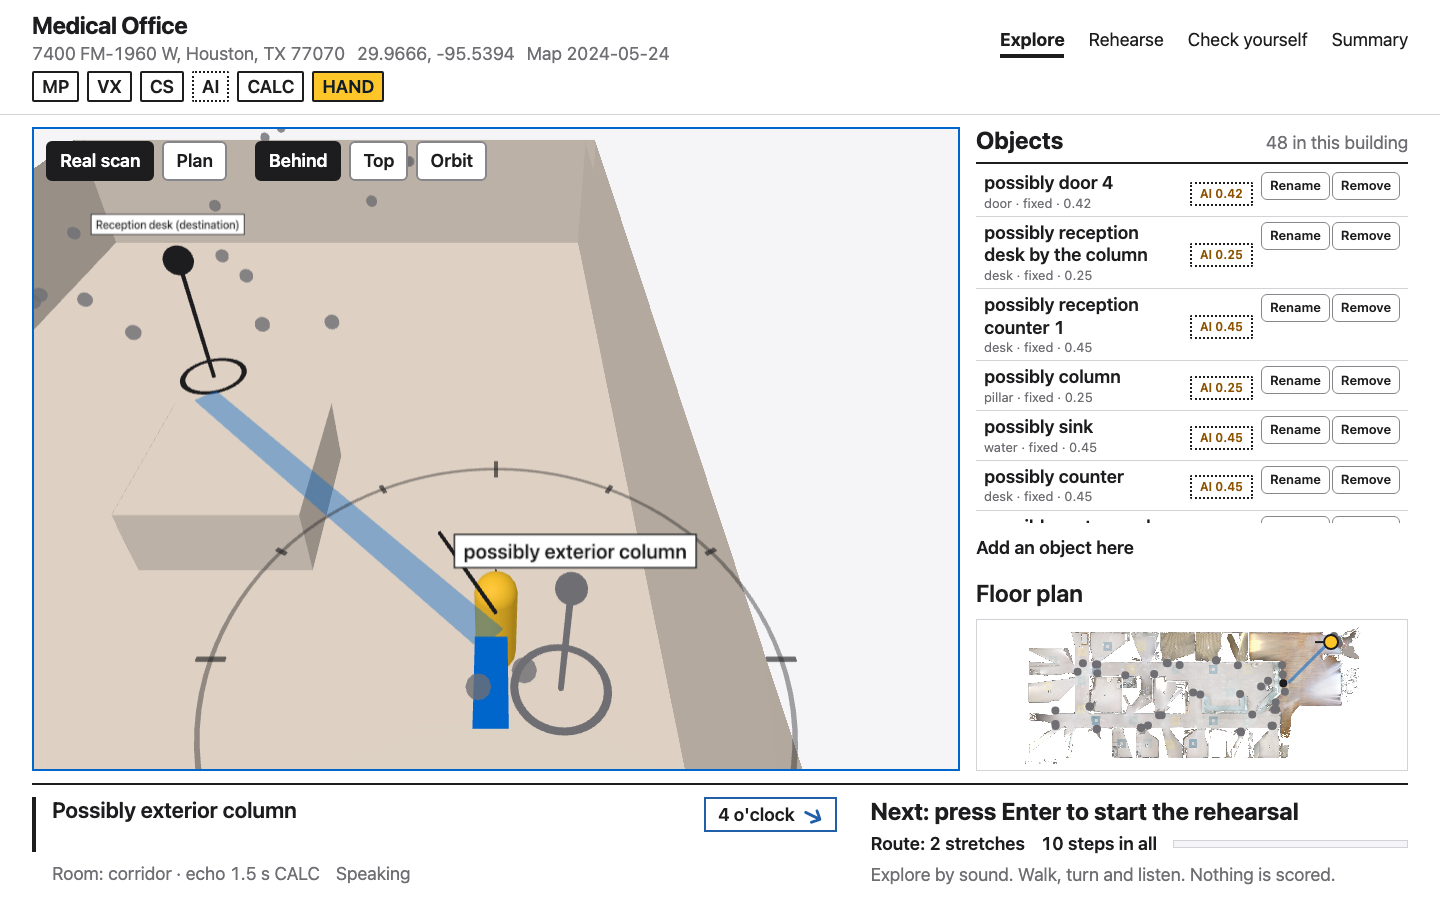 Medical Office
7400 FM-1960 W, Houston, TX 77070 29.9666, -95.5394 Map 2024-05-24
MP VX CS AI CALC HAND
Explore Rehearse Check yourself Summary
Real scan Plan Behind Top Orbit
Reception desk (destination)
possibly exterior column
Objects 48 in this building
possibly door 4
door · fixed · 0.42
AI 0.42 Rename Remove
possibly reception
desk by the column
desk · fixed · 0.25
AI 0.25 Rename Remove
possibly reception
counter 1
desk · fixed · 0.45
AI 0.45 Rename Remove
possibly column
pillar · fixed · 0.25
AI 0.25 Rename Remove
possibly sink
water · fixed · 0.45
AI 0.45 Rename Remove
possibly counter
desk · fixed · 0.45
AI 0.45 Rename Remove
Add an object here
Floor plan
Possibly exterior column
4 o'clock
Room: corridor · echo 1.5 s CALC Speaking
Next: press Enter to start the rehearsal
Route: 2 stretches 10 steps in all
Explore by sound. Walk, turn and listen. Nothing is scored.